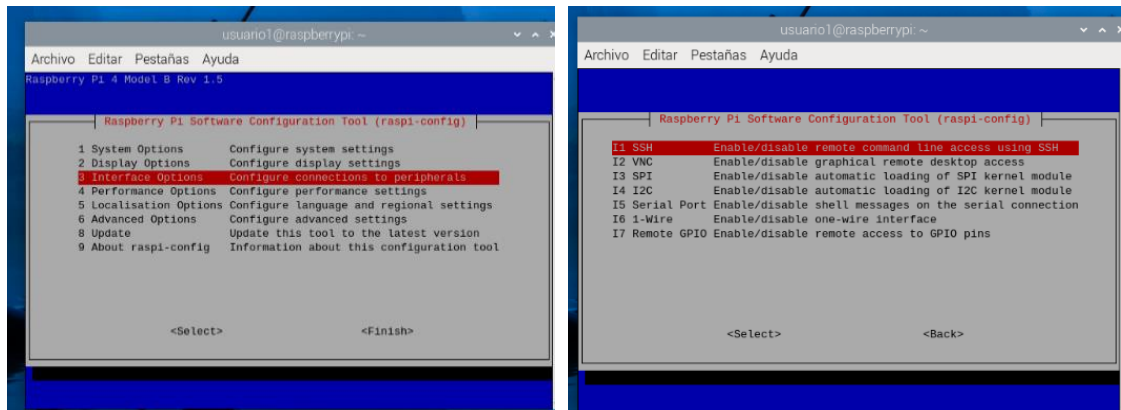 usuario1@raspberrypi: ~
Archivo Editar Pestañas Ayuda
Raspberry Pi 4 Model B Rev 1.5
Raspberry Pi Software Configuration Tool (raspi-config)
1 System Options Configure system settings
2 Display Options Configure display settings
3 Interface Options Configure connections to peripherals
4 Performance Options Configure performance settings
5 Localisation Options Configure language and regional settings
6 Advanced Options Configure advanced settings
8 Update Update this tool to the latest version
9 About raspi-config Information about this configuration tool
<Select> <Finish>
usuario1@raspberrypi: ~
Archivo Editar Pestañas Ayuda
Raspberry Pi Software Configuration Tool (raspi-config)
I1 SSH Enable/disable remote command line access using SSH
I2 VNC Enable/disable graphical remote desktop access
I3 SPI Enable/disable automatic loading of SPI kernel module
I4 I2C Enable/disable automatic loading of I2C kernel module
I5 Serial Port Enable/disable shell messages on the serial connection
I6 1-Wire Enable/disable one-wire interface
I7 Remote GPIO Enable/disable remote access to GPIO pins
<Select> <Back>